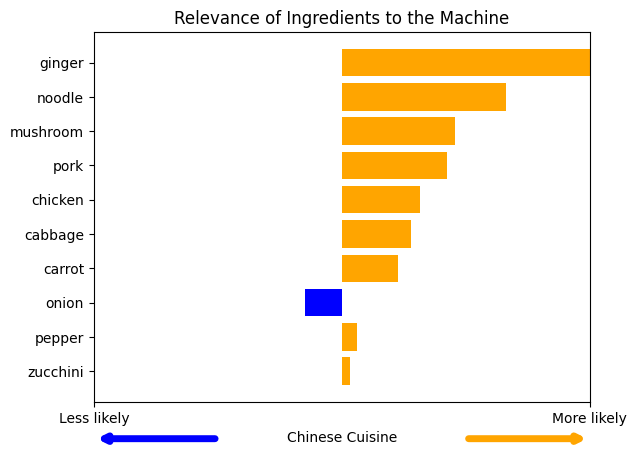 Relevance of Ingredients to the Machine
ginger
noodle
mushroom
pork
chicken
cabbage
carrot
onion
pepper
zucchini
Less likely
More likely
Chinese Cuisine